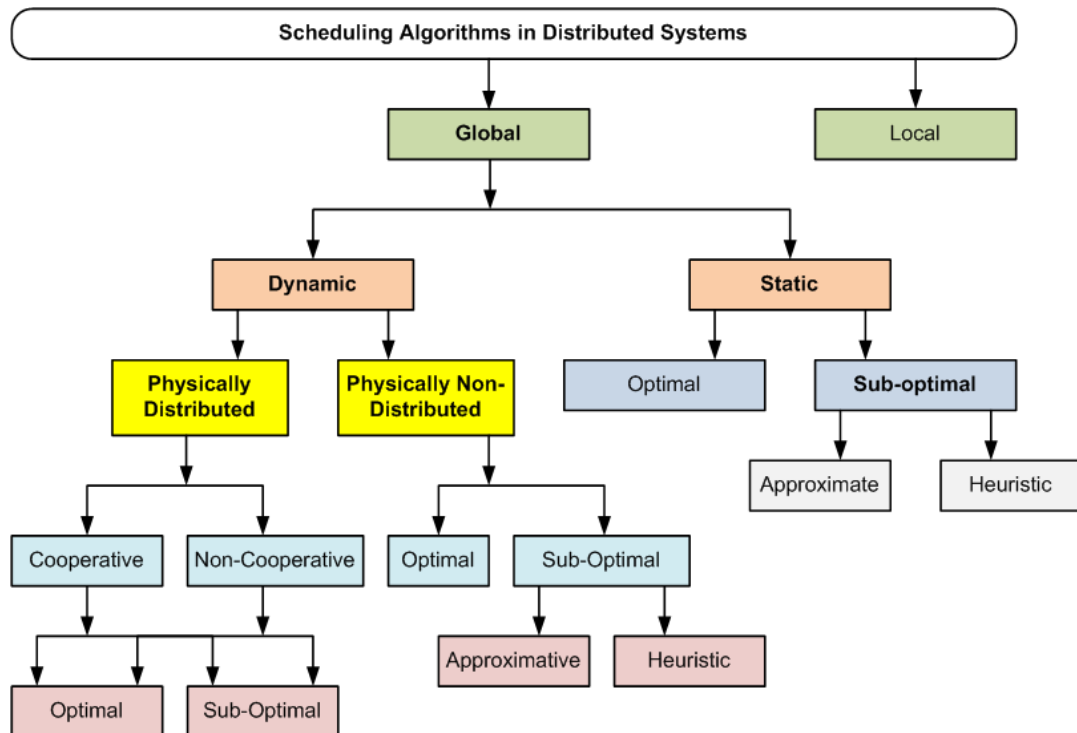 Scheduling Algorithms in Distributed Systems
Global
Local
Dynamic
Static
Physically
Distributed
Physically Non-
Distributed
Optimal
Sub-optimal
Approximate
Heuristic
Cooperative
Non-Cooperative
Optimal
Sub-Optimal
Approximative
Heuristic
Optimal
Sub-Optimal